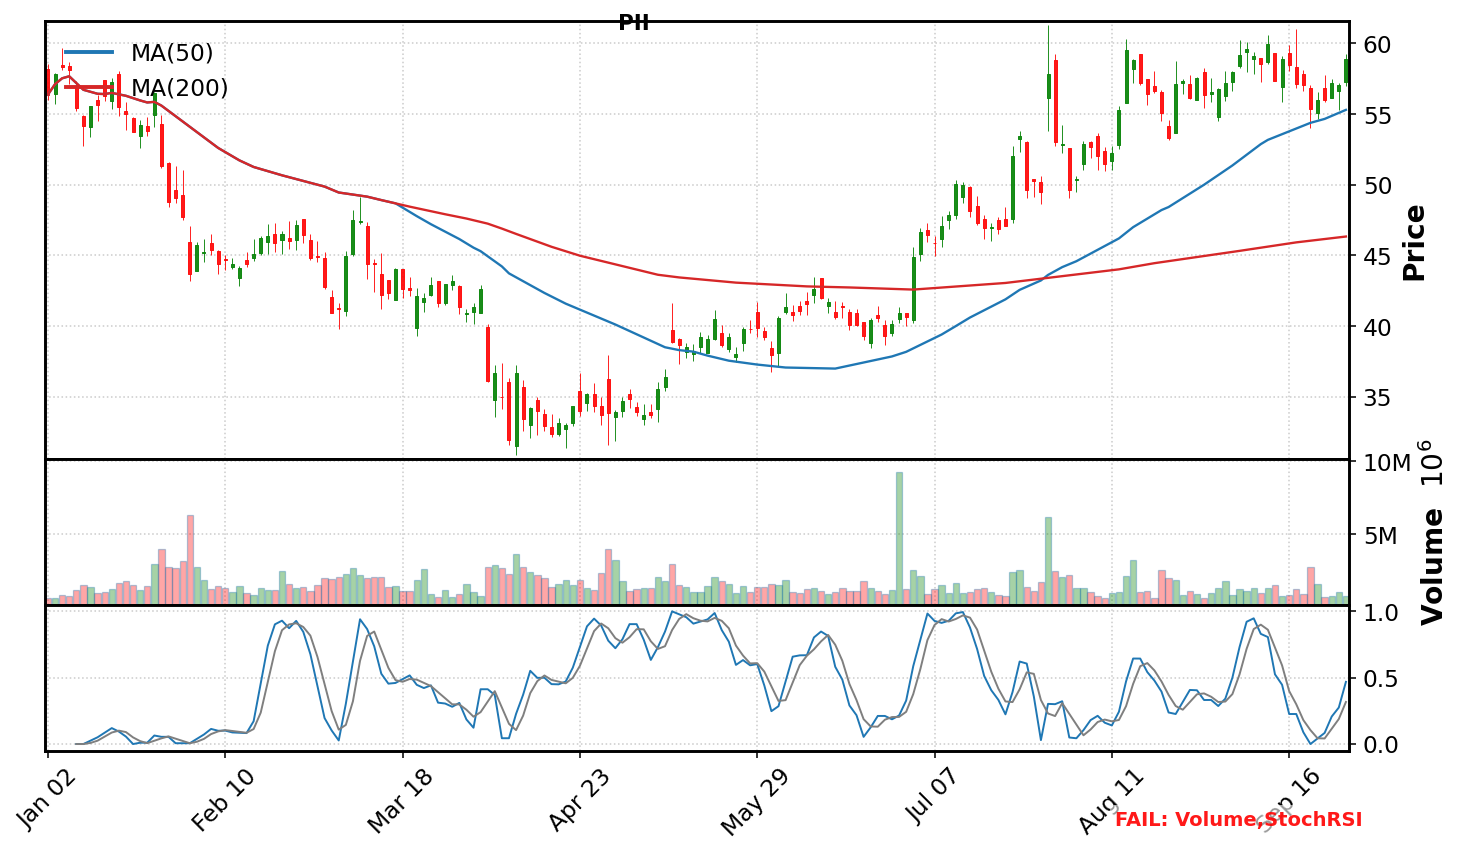 PII
MA(50)
MA(200)
60
55
50
45
40
35
Price
10M
5M
Volume 10^6
1.0
0.5
0.0
Jan 02
Feb 10
Mar 18
Apr 23
May 29
Jul 07
Aug 11
Sep 16
FAIL: Volume,StochRSI